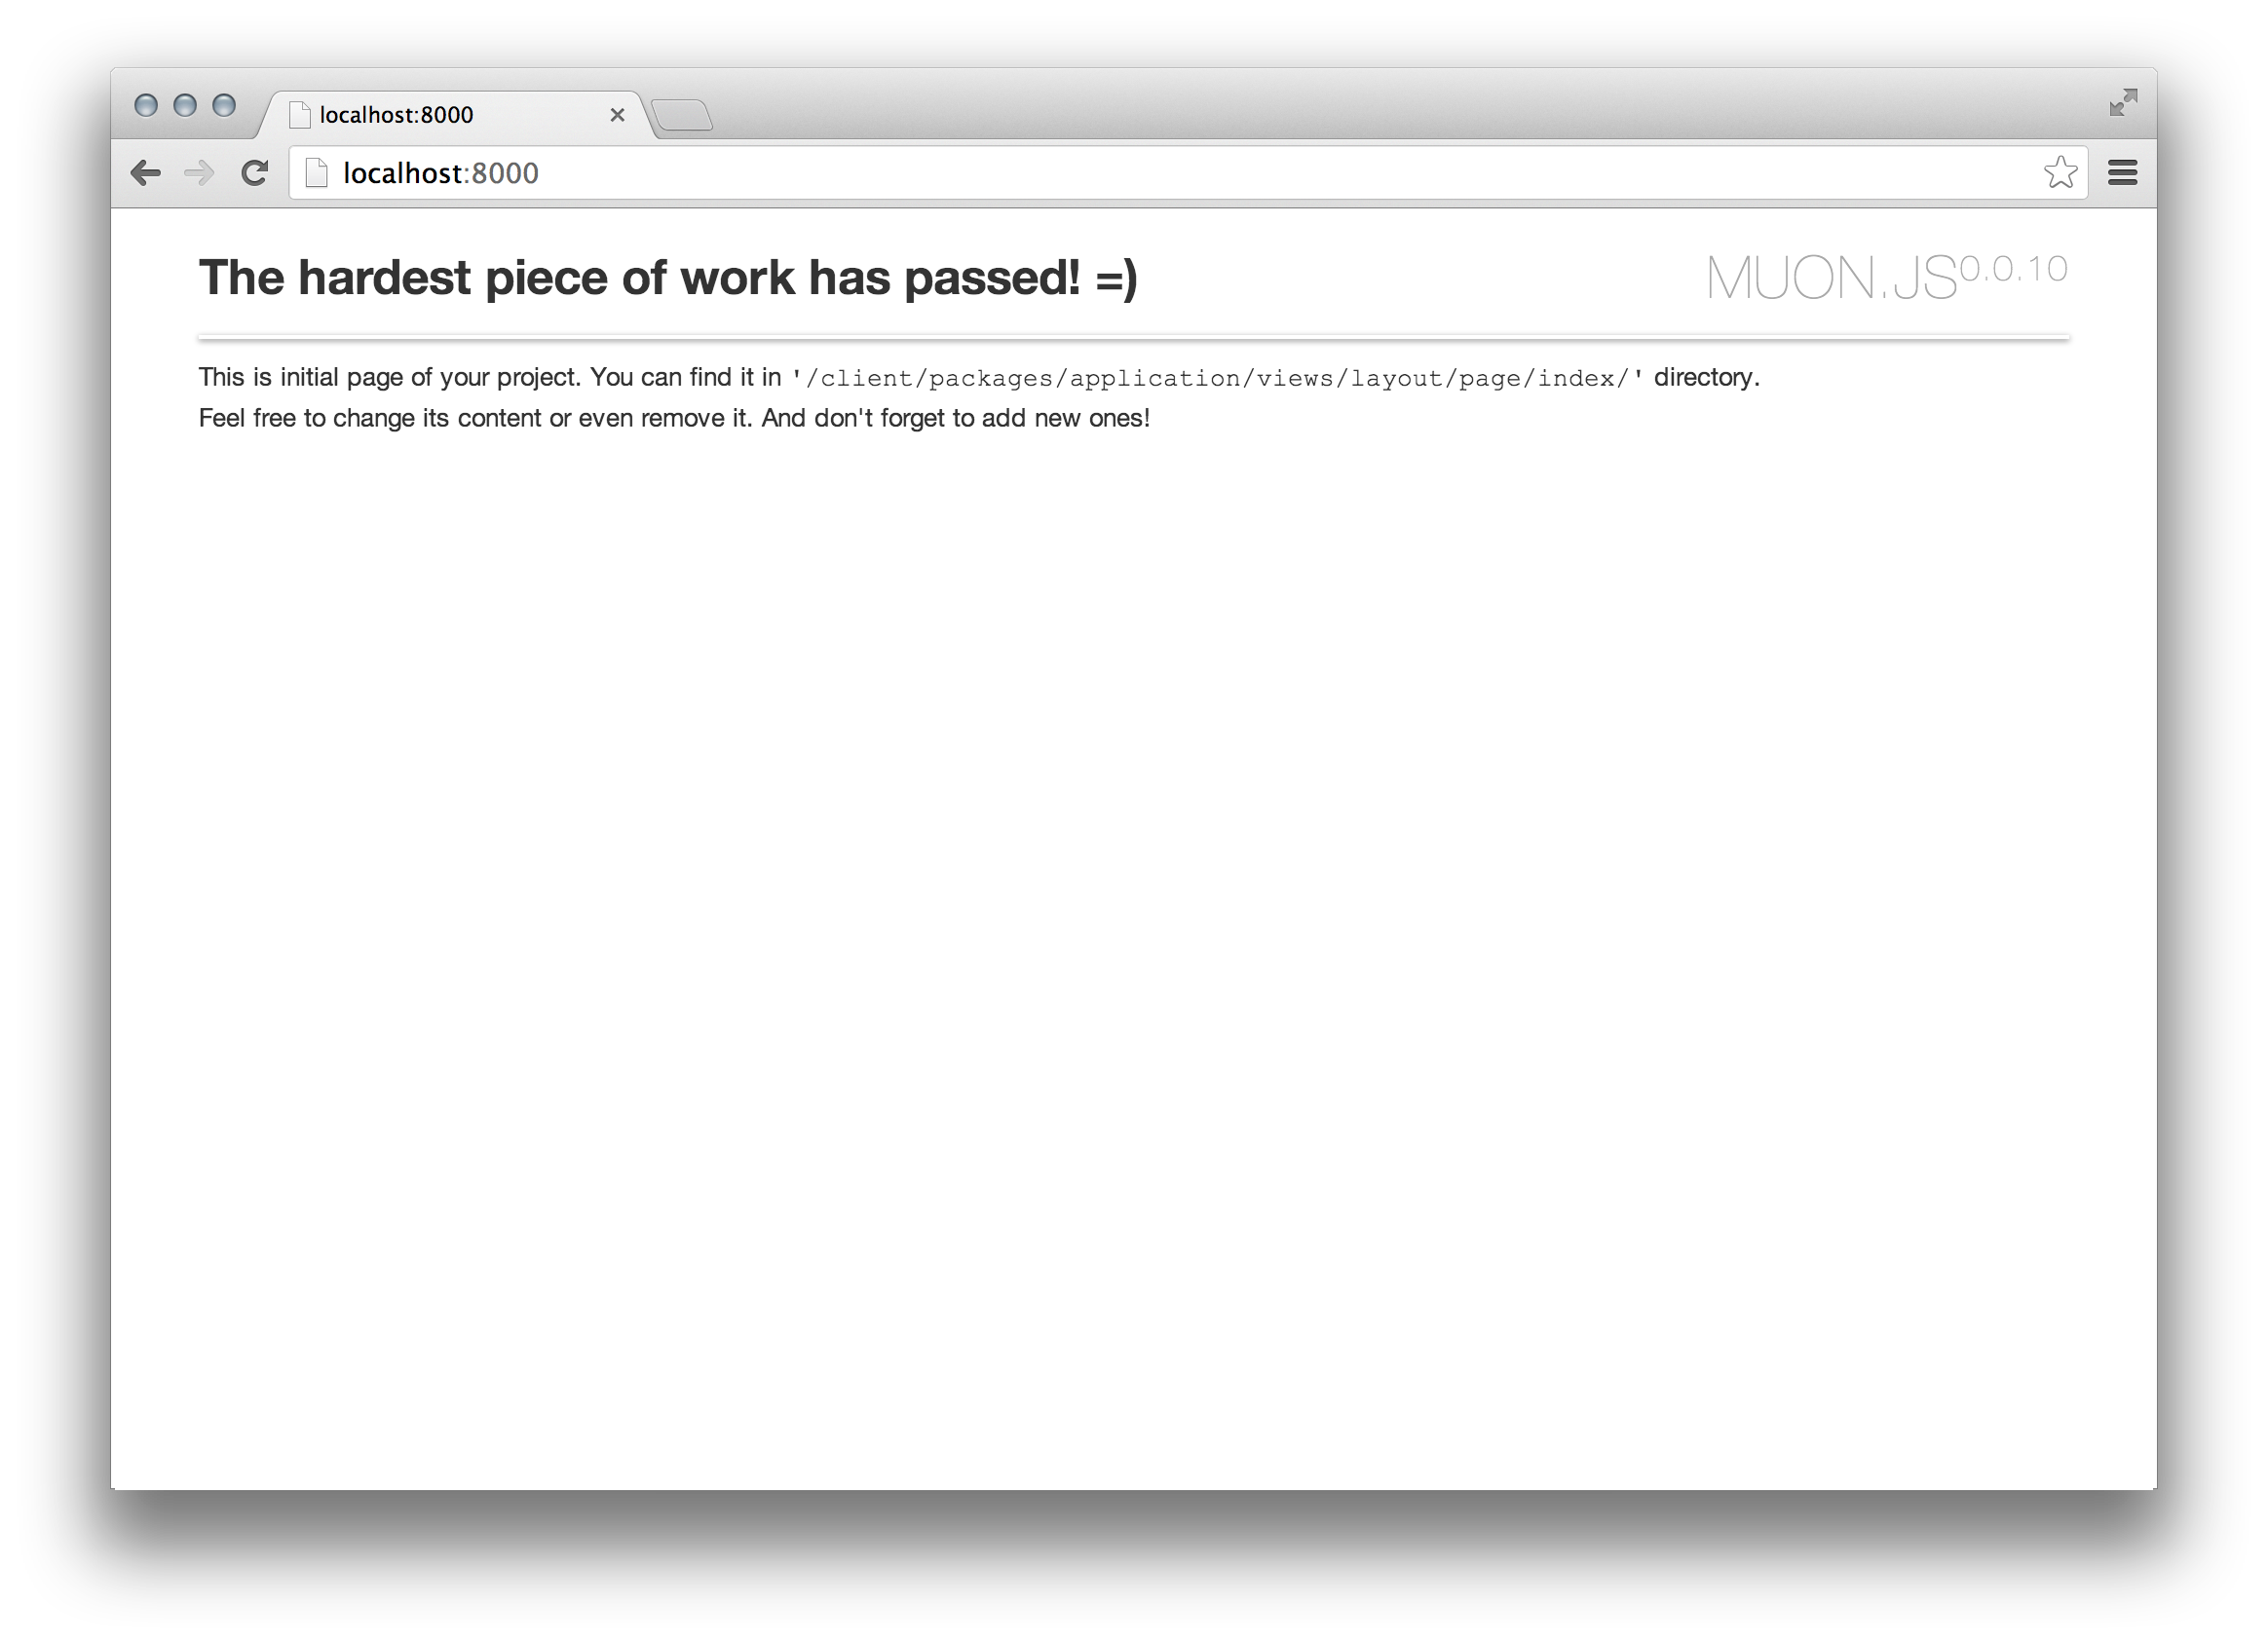 localhost:8000
localhost:8000
The hardest piece of work has passed! =)
MUON.JS0.0.10
This is initial page of your project. You can find it in '/client/packages/application/views/layout/page/index/' directory.
Feel free to change its content or even remove it. And don't forget to add new ones!